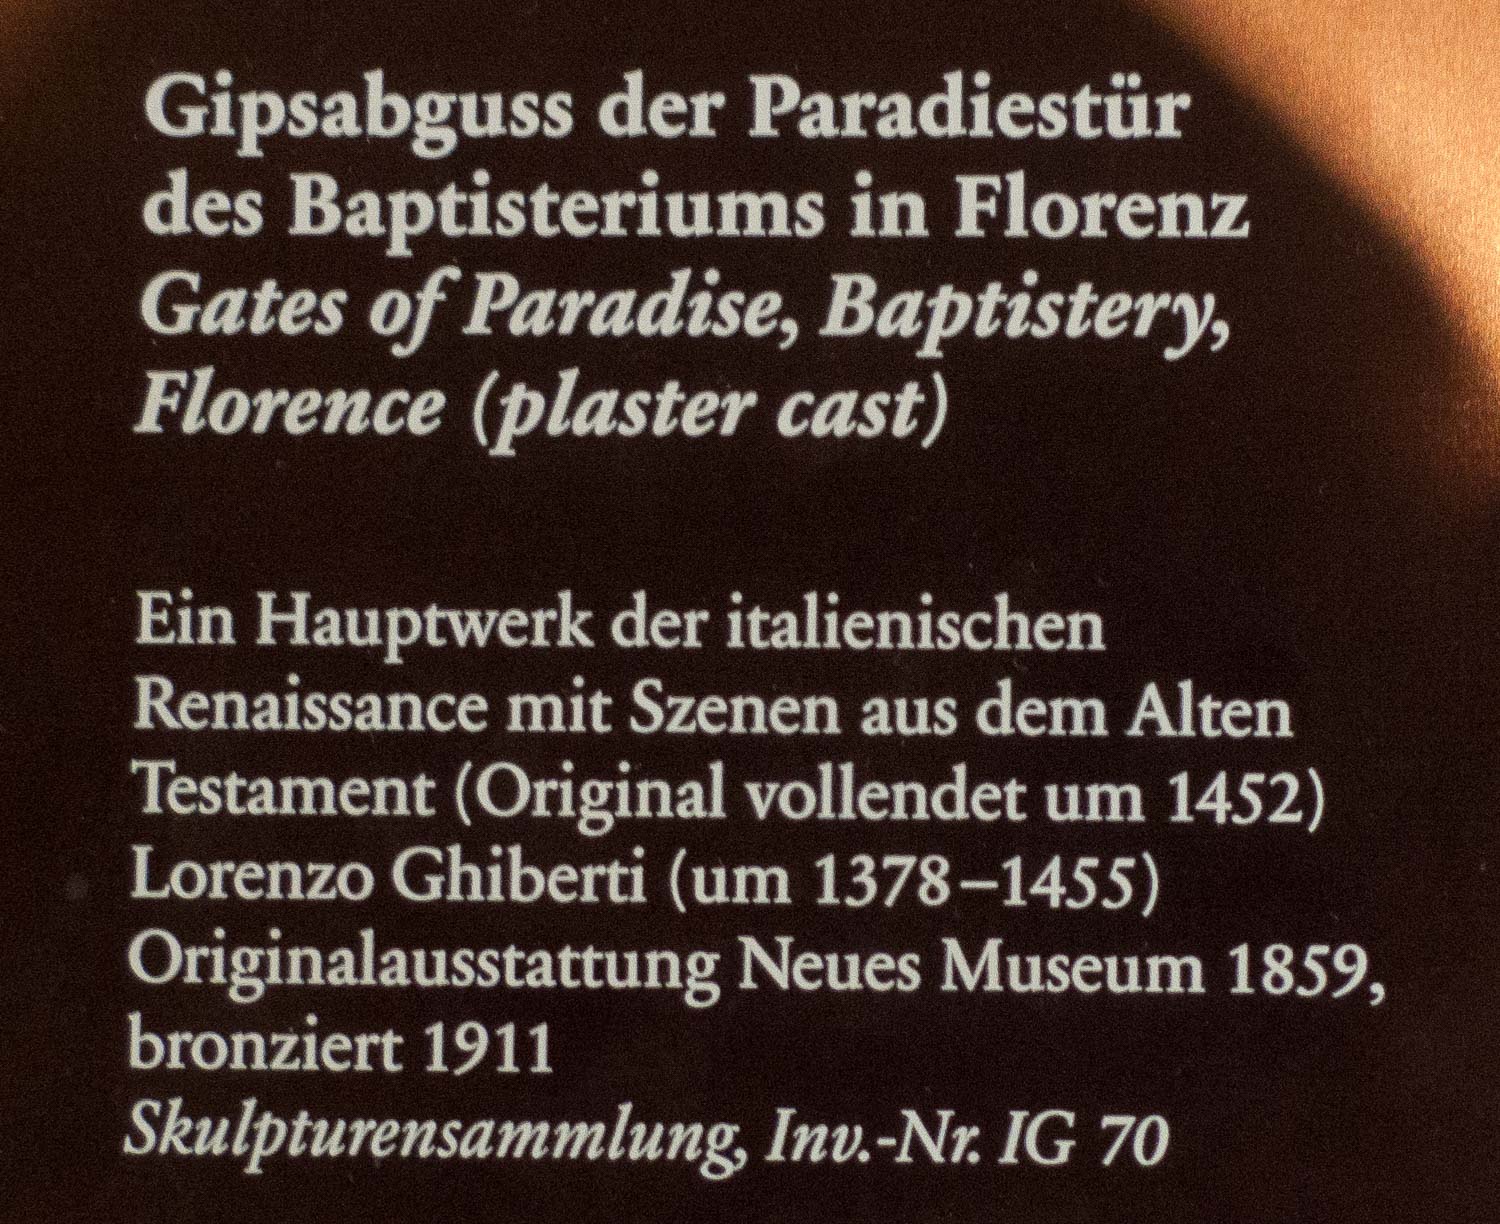 Gipsabguss der Paradiestür
des Baptisteriums in Florenz
Gates of Paradise, Baptistery,
Florence (plaster cast)
Ein Hauptwerk der italienischen
Renaissance mit Szenen aus dem Alten
Testament (Original vollendet um 1452)
Lorenzo Ghiberti (um 1378–1455)
Originalausstattung Neues Museum 1859,
bronziert 1911
Skulpturensammlung, Inv.-Nr. IG 70